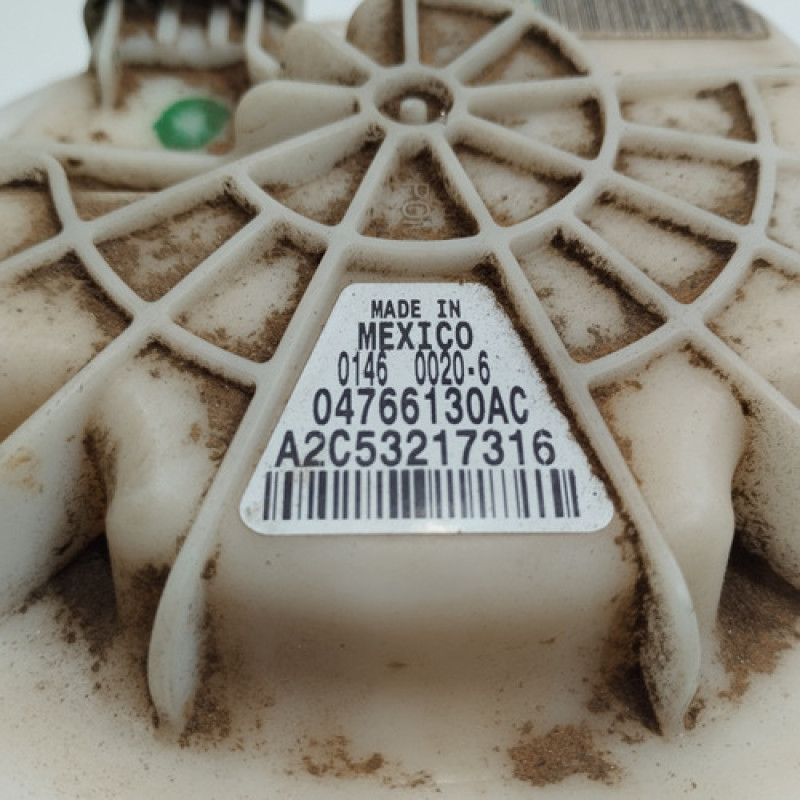 MADE IN
MEXICO
0146 0020-6
04766130AC
A2C53217316